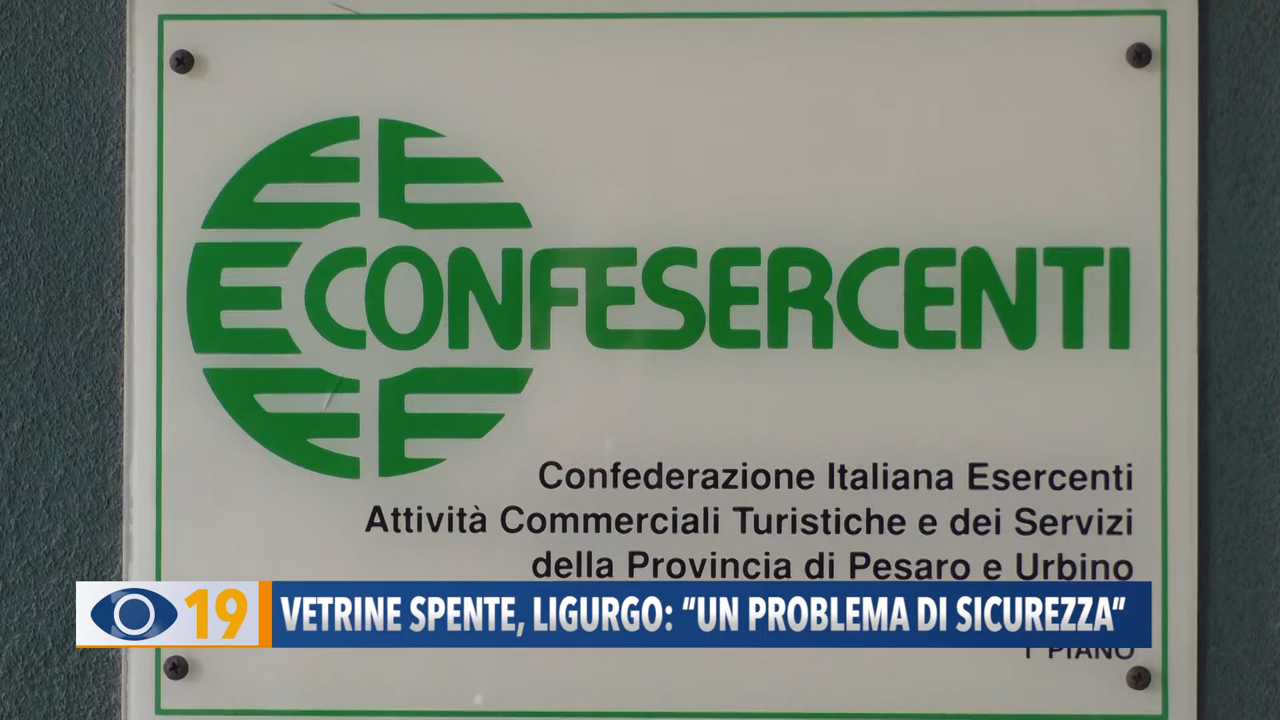 CONFESERCENTI
Confederazione Italiana Esercenti
Attività Commerciali Turistiche e dei Servizi
della Provincia di Pesaro e Urbino
19
VETRINE SPENTE, LIGURGO: “UN PROBLEMA DI SICUREZZA”
1° PIANO